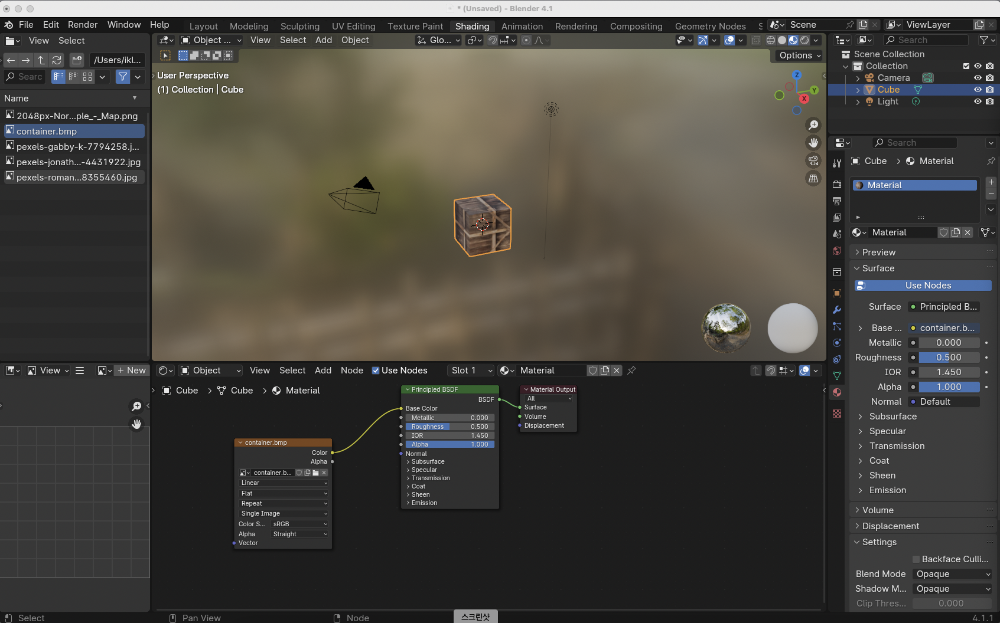 * (Unsaved) - Blender 4.1
File Edit Render Window Help
Layout Modeling Sculpting UV Editing Texture Paint Shading Animation Rendering Compositing Geometry Nodes S
Scene
ViewLayer
View Select
Object ... View Select Add Object
Glo...
Search
/Users/ikl...
Options
Searc
Name
2048px-Nor...ple_-_Map.png
container.bmp
pexels-gabby-k-7794258.j...
pexels-jonath...-4431922.jpg
pexels-roman...8355460.jpg
User Perspective
(1) Collection | Cube
Z
Y
X
Scene Collection
Collection
Camera
Cube
Light
Search
Cube > Material
Material
Material
Preview
Surface
Use Nodes
Surface Principled B...
Base ... container.b...
Metallic 0.000
Roughness 0.500
IOR 1.450
Alpha 1.000
Normal Default
Subsurface
Specular
Transmission
Coat
Sheen
Emission
Volume
Displacement
Settings
Backface Culli...
Blend Mode Opaque
Shadow M... Opaque
Clip Thres... 0.000
View
+ New
Object View Select Add Node Use Nodes Slot 1 Material
Cube > Cube > Material
Principled BSDF
BSDF
Base Color
Metallic 0.000
Roughness 0.500
IOR 1.450
Alpha 1.000
Normal
Subsurface
Specular
Transmission
Coat
Sheen
Emission
Material Output
All
Surface
Volume
Displacement
container.bmp
Color
Alpha
container.b...
Linear
Flat
Repeat
Single Image
Color S... sRGB
Alpha Straight
Vector
Select
Pan View
Node
스크린샷
4.1.1